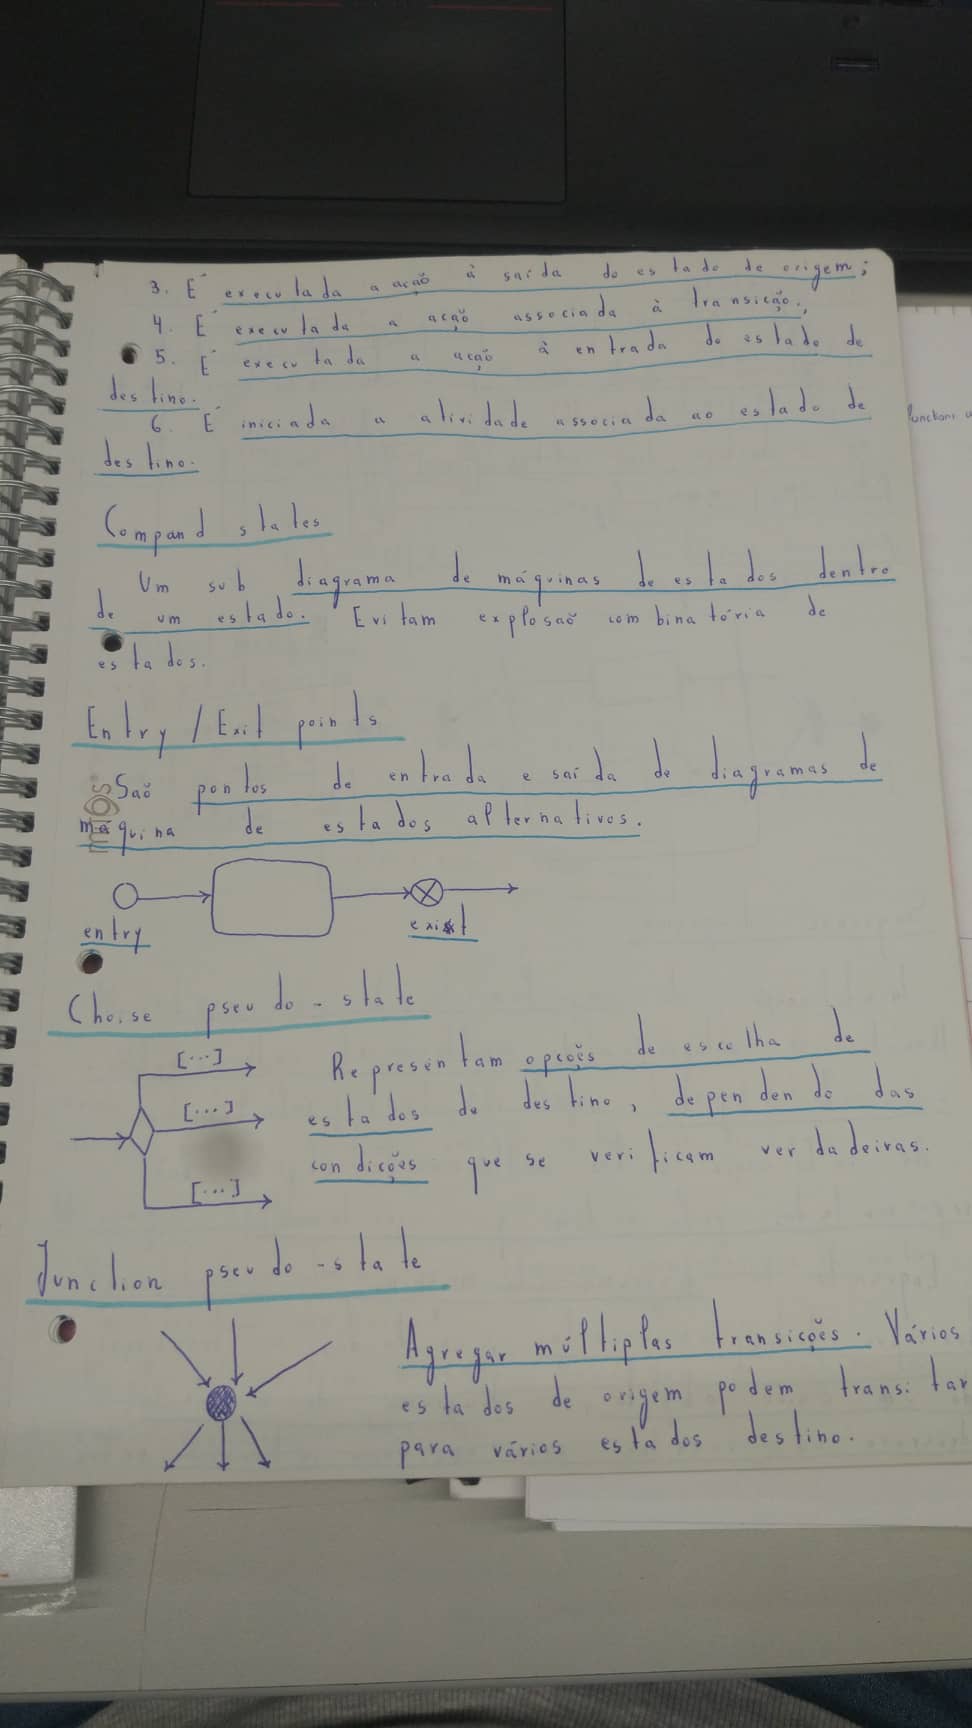 3. É executada a ação à saída do estado de origem;
4. É executada a ação associada à transição.;
5. É executada a ação à entrada do estado de
destino.
6. É iniciada a atividade associada ao estado de
destino.
Compand states
Um sub diagrama de máquinas de estados dentro
de um estado. Evitam explosão combinatória de
estados.
Entry / Exit points
São pontos de entrada e saída de diagramas de
máquina de estados alternativos.
entry exist
Choise pseudo-state
[...]
[...]
[...]
Representam opções de escolha de
estados de destino, dependendo das
condições que se verificam verdadeiras.
Junction pseudo-state
Agregar múltiplas transições. Vários
estados de origem podem transitar
para vários estados destino.